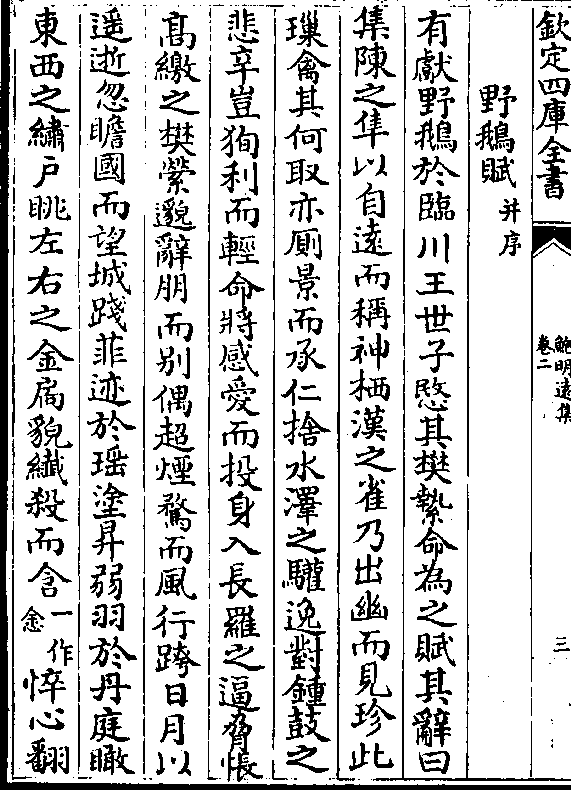 欽定四庫全書
鮑明遠集
卷二
三
野鵝賦并序
有獻野鵝於臨川王世子愍其樊縶命為之賦其辭曰
集陳之隼以自遠而稱神栖漢之雀乃出幽而見珍此
璅禽其何取亦厠景而承仁捨水澤之驩逸對鍾鼓之
悲辛豈狥利而輕命將感愛而投身入長羅之逼脅悵
髙繳之樊縈邈辭朋而别偶超煙騖而風行跨日月以
遥逝忽瞻國而望城踐菲迹於瑶塗昇弱羽於丹庭瞰
東西之繡戸眺左右之金扃貌纎殺而含一作念悴心翻